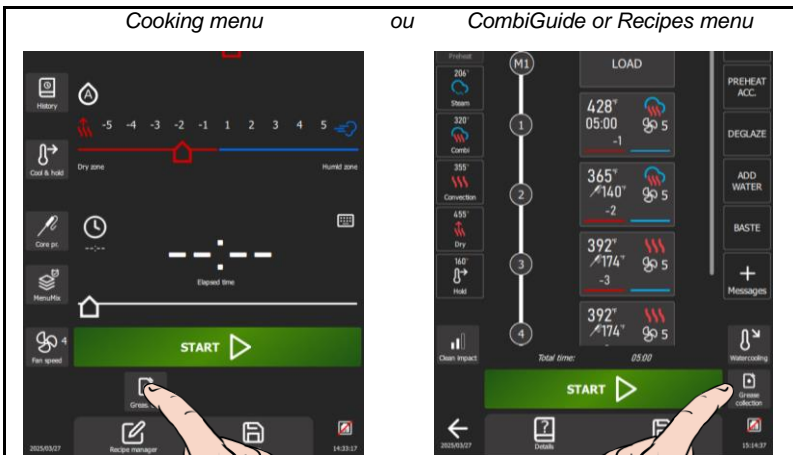 Cooking menu ou CombiGuide or Recipes menu
History
A
-5 -4 -3 -2 -1 1 2 3 4 5
Dry zone Humid zone
Cool & hold
Core pr.
--:--
--:--
Elapsed time
MenuMix
4
Fan speed
START
Recipe manager
2025/03/27
14:33:17
Preheat
M1
LOAD
206°
Steam
320°
Combi
355°
Convection
455°
Dry
160°
Hold
1
428°F
05:00 5
-1
2
365°F
140°F 5
-2
3
392°F
174°F 5
-3
4
392°F
174°F 5
PREHEAT
ACC.
DEGLAZE
ADD
WATER
BASTE
+
Messages
Clean impact
Total time: 05:00
Watercooling
START
Grease
collection
?
Details
2025/03/27
15:14:37